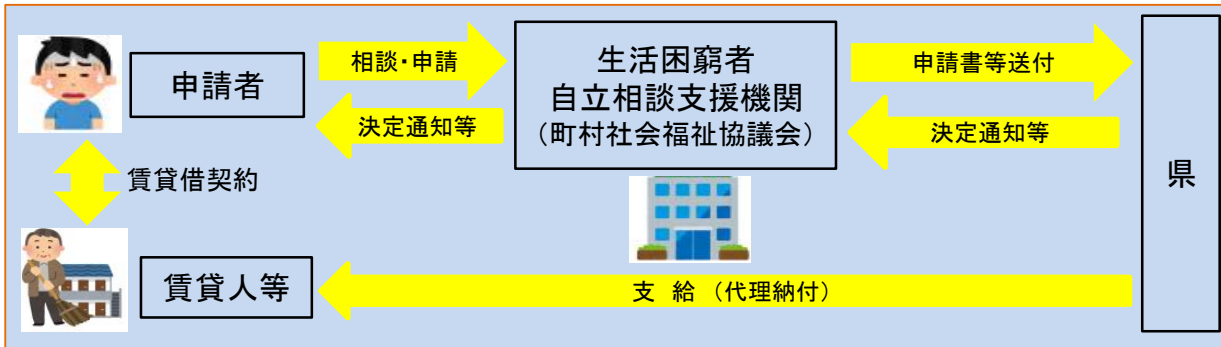 申請者
相談・申請
決定通知等
生活困窮者
自立相談支援機関
（町村社会福祉協議会）
申請書等送付
決定通知等
県
賃貸借契約
賃貸人等
支　給　（代理納付）